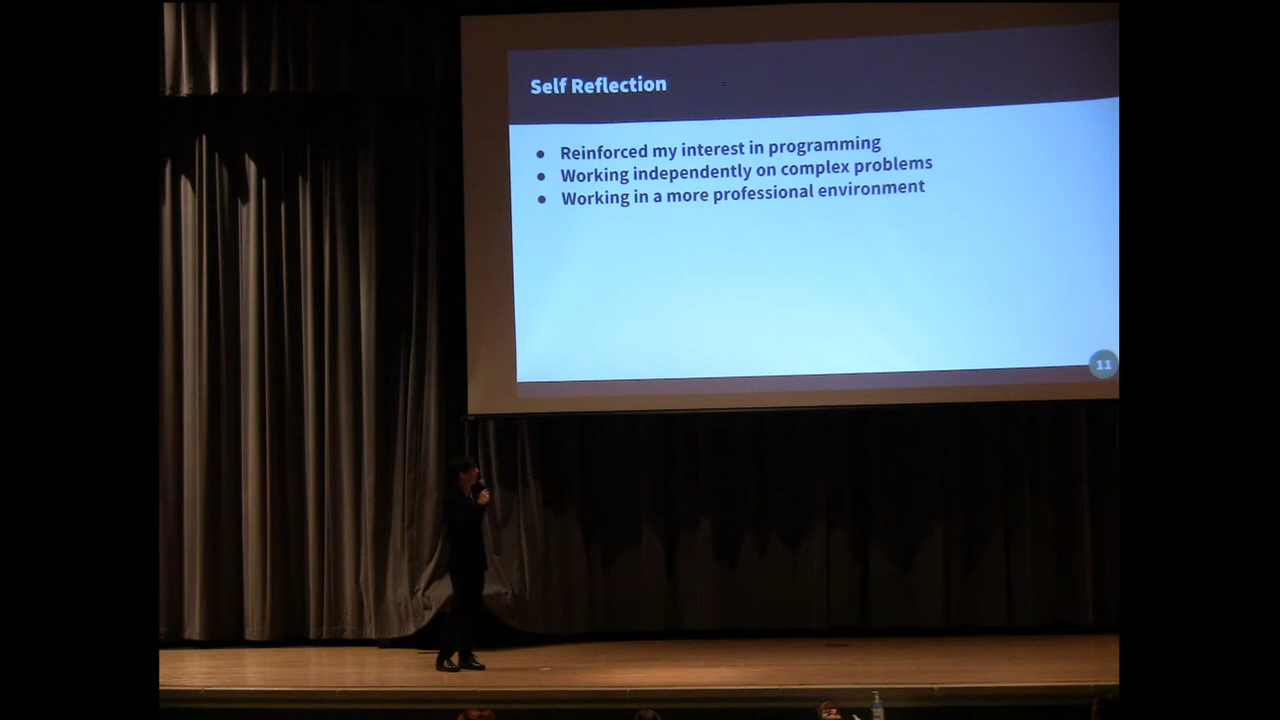 Self Reflection
● Reinforced my interest in programming
● Working independently on complex problems
● Working in a more professional environment
11